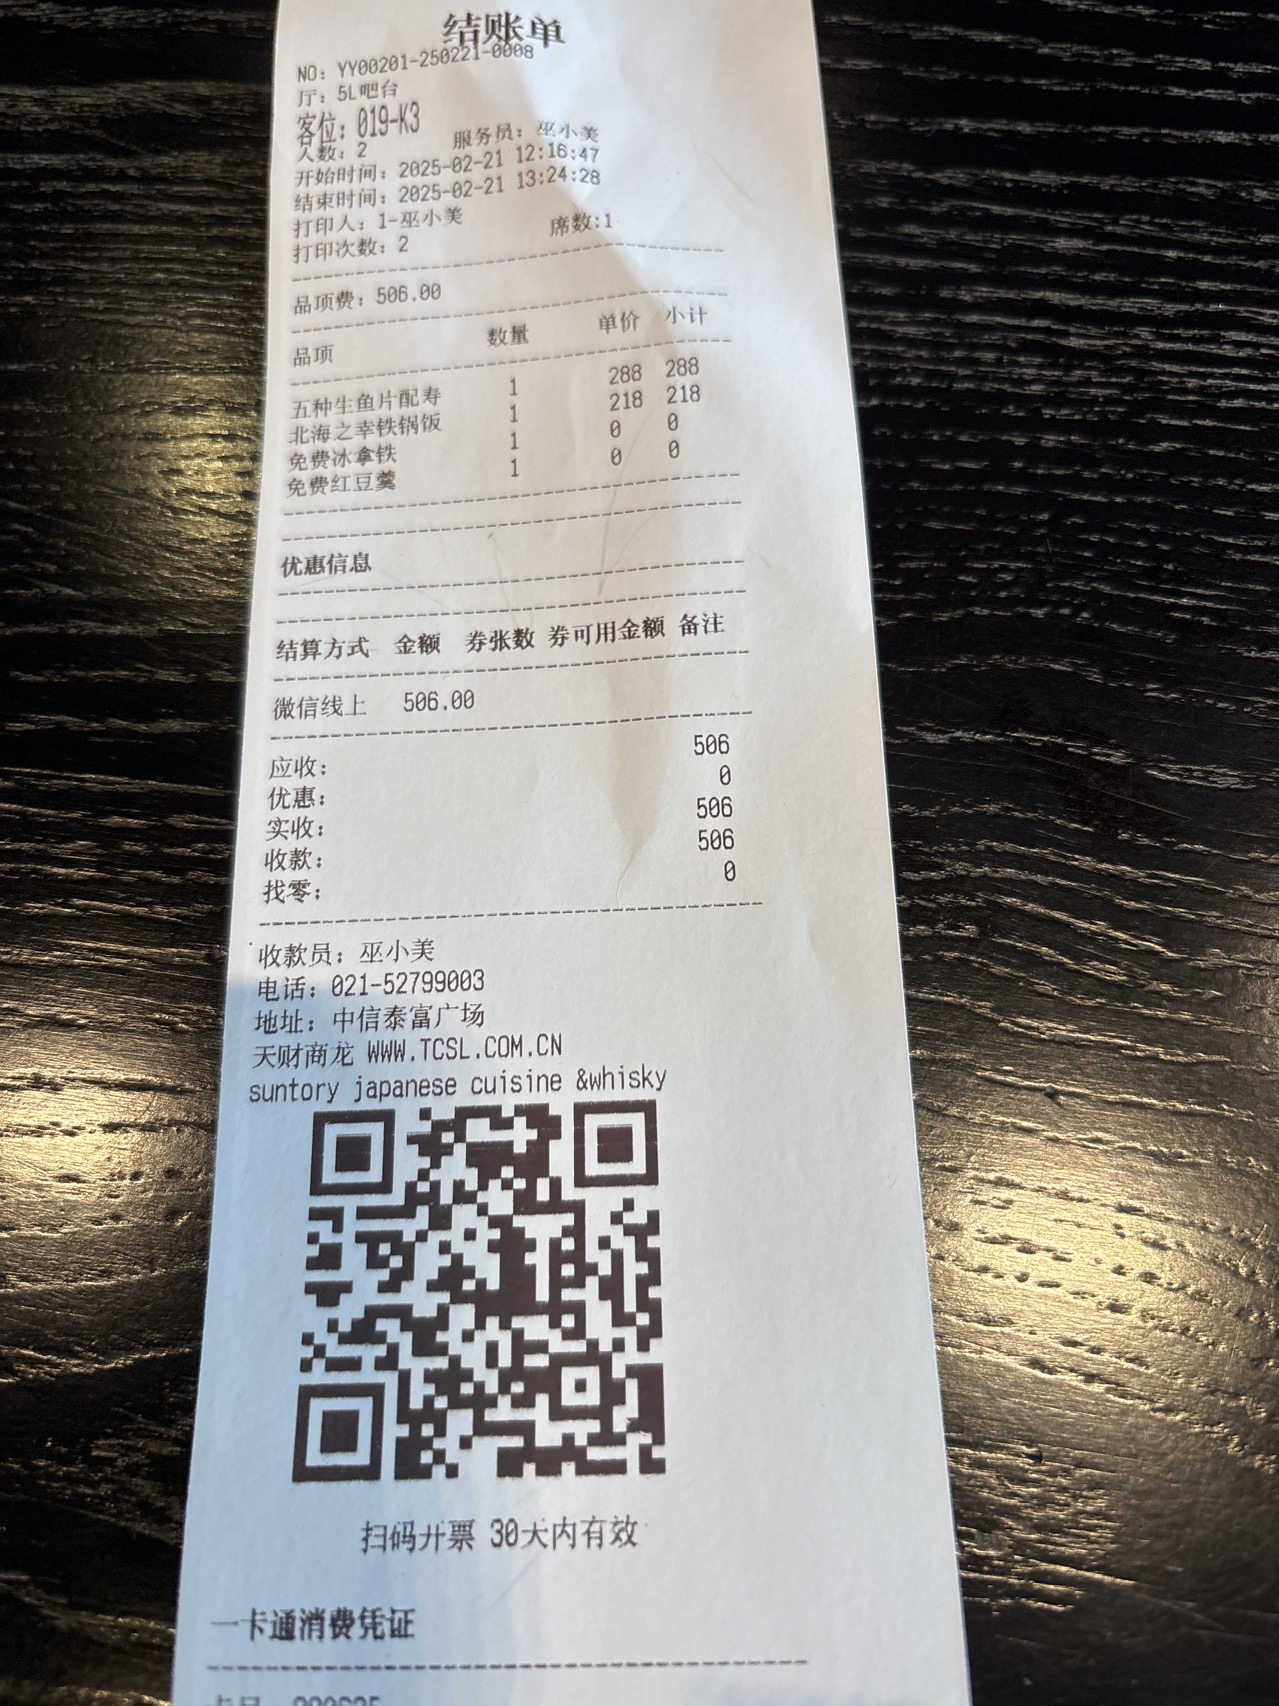 结账单
NO: YY00201-250221-0008
厅: 5L吧台
客位: 019-K3
人数: 2 服务员: 巫小美
开始时间: 2025-02-21 12:16:47
结束时间: 2025-02-21 13:24:28
打印人: 1-巫小美 席数:1
打印次数: 2
品项费: 506.00
品项 数量 单价 小计
五种生鱼片配寿 1 288 288
北海之幸铁锅饭 1 218 218
免费冰拿铁 1 0 0
免费红豆羹 1 0 0
优惠信息
结算方式 金额 券张数 券可用金额 备注
微信线上 506.00
应收: 506
优惠: 0
实收: 506
收款: 506
找零: 0
收款员: 巫小美
电话: 021-52799003
地址: 中信泰富广场
天财商龙 WWW.TCSL.COM.CN
suntory japanese cuisine &whisky
扫码开票 30天内有效
一卡通消费凭证